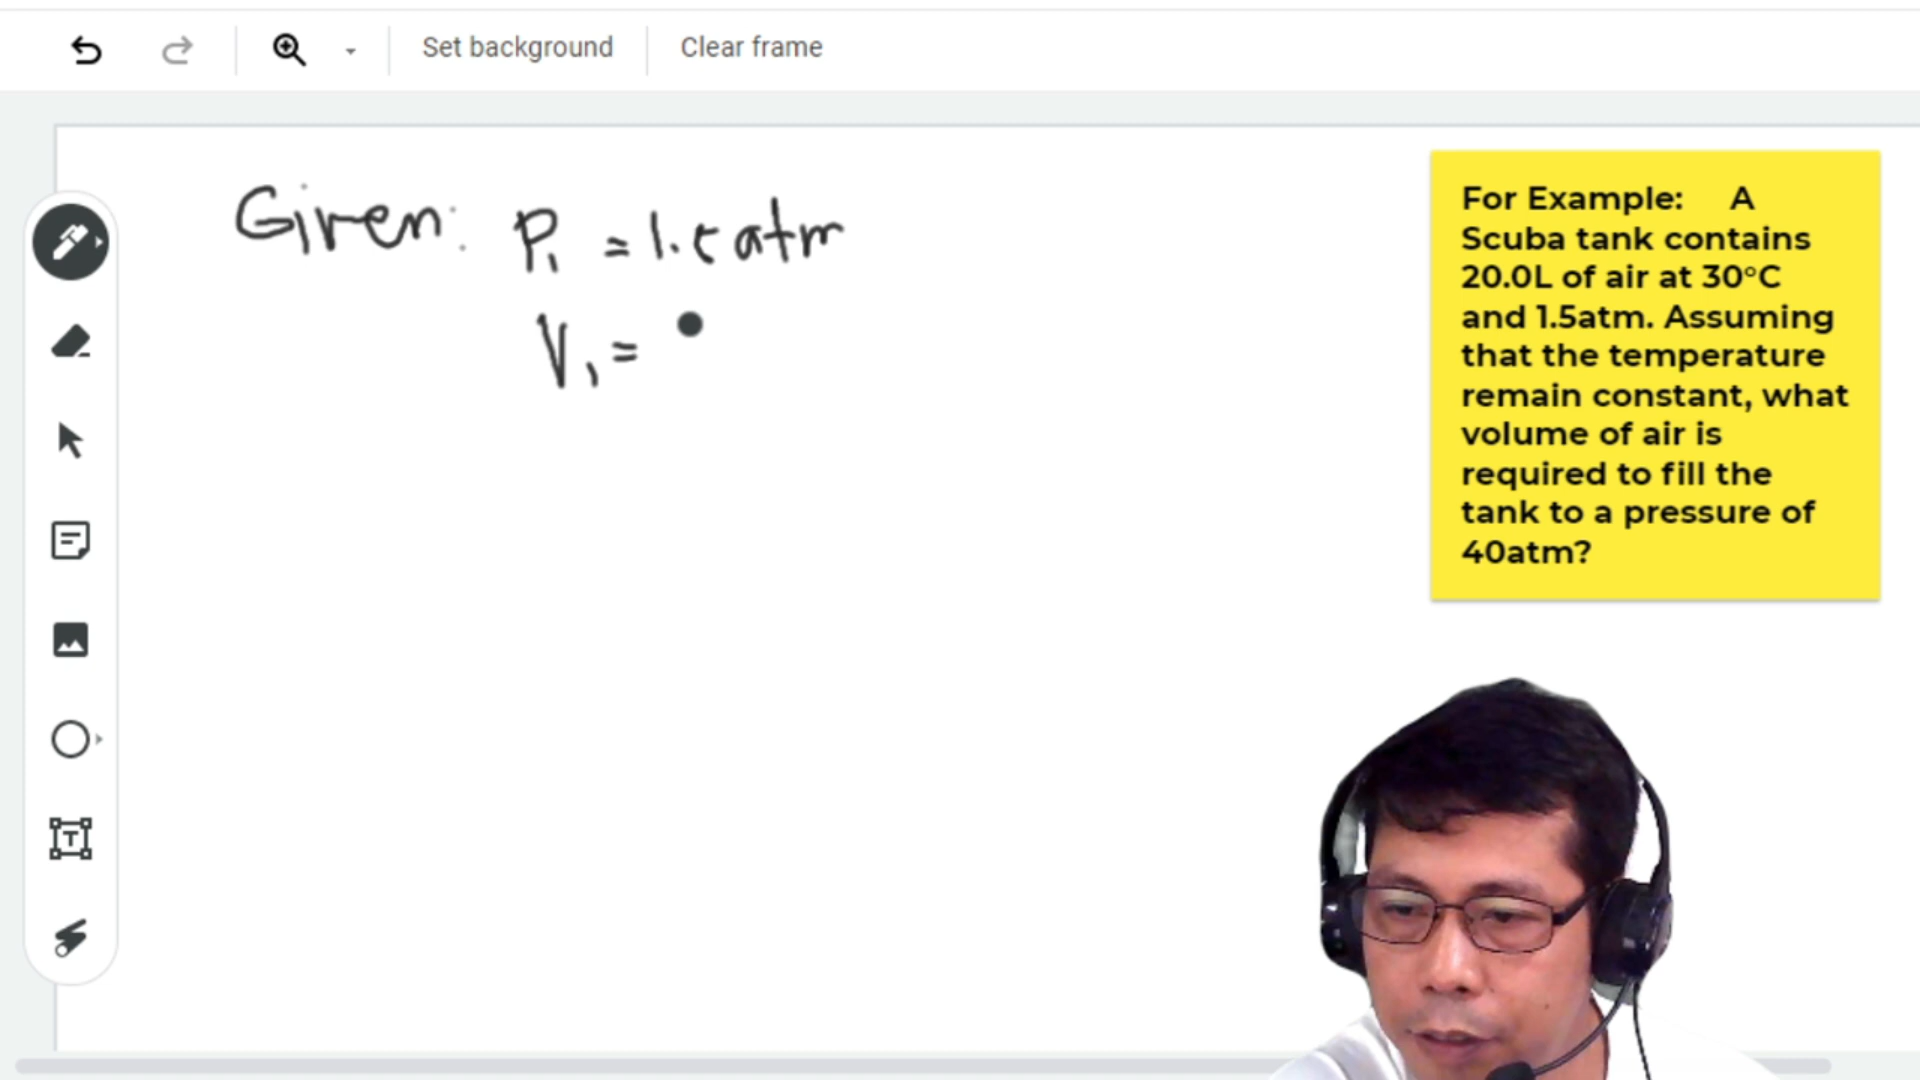 Set background
Clear frame
Given: P1 = 1.5 atm
V1 =
For Example: A
Scuba tank contains
20.0L of air at 30°C
and 1.5atm. Assuming
that the temperature
remain constant, what
volume of air is
required to fill the
tank to a pressure of
40atm?